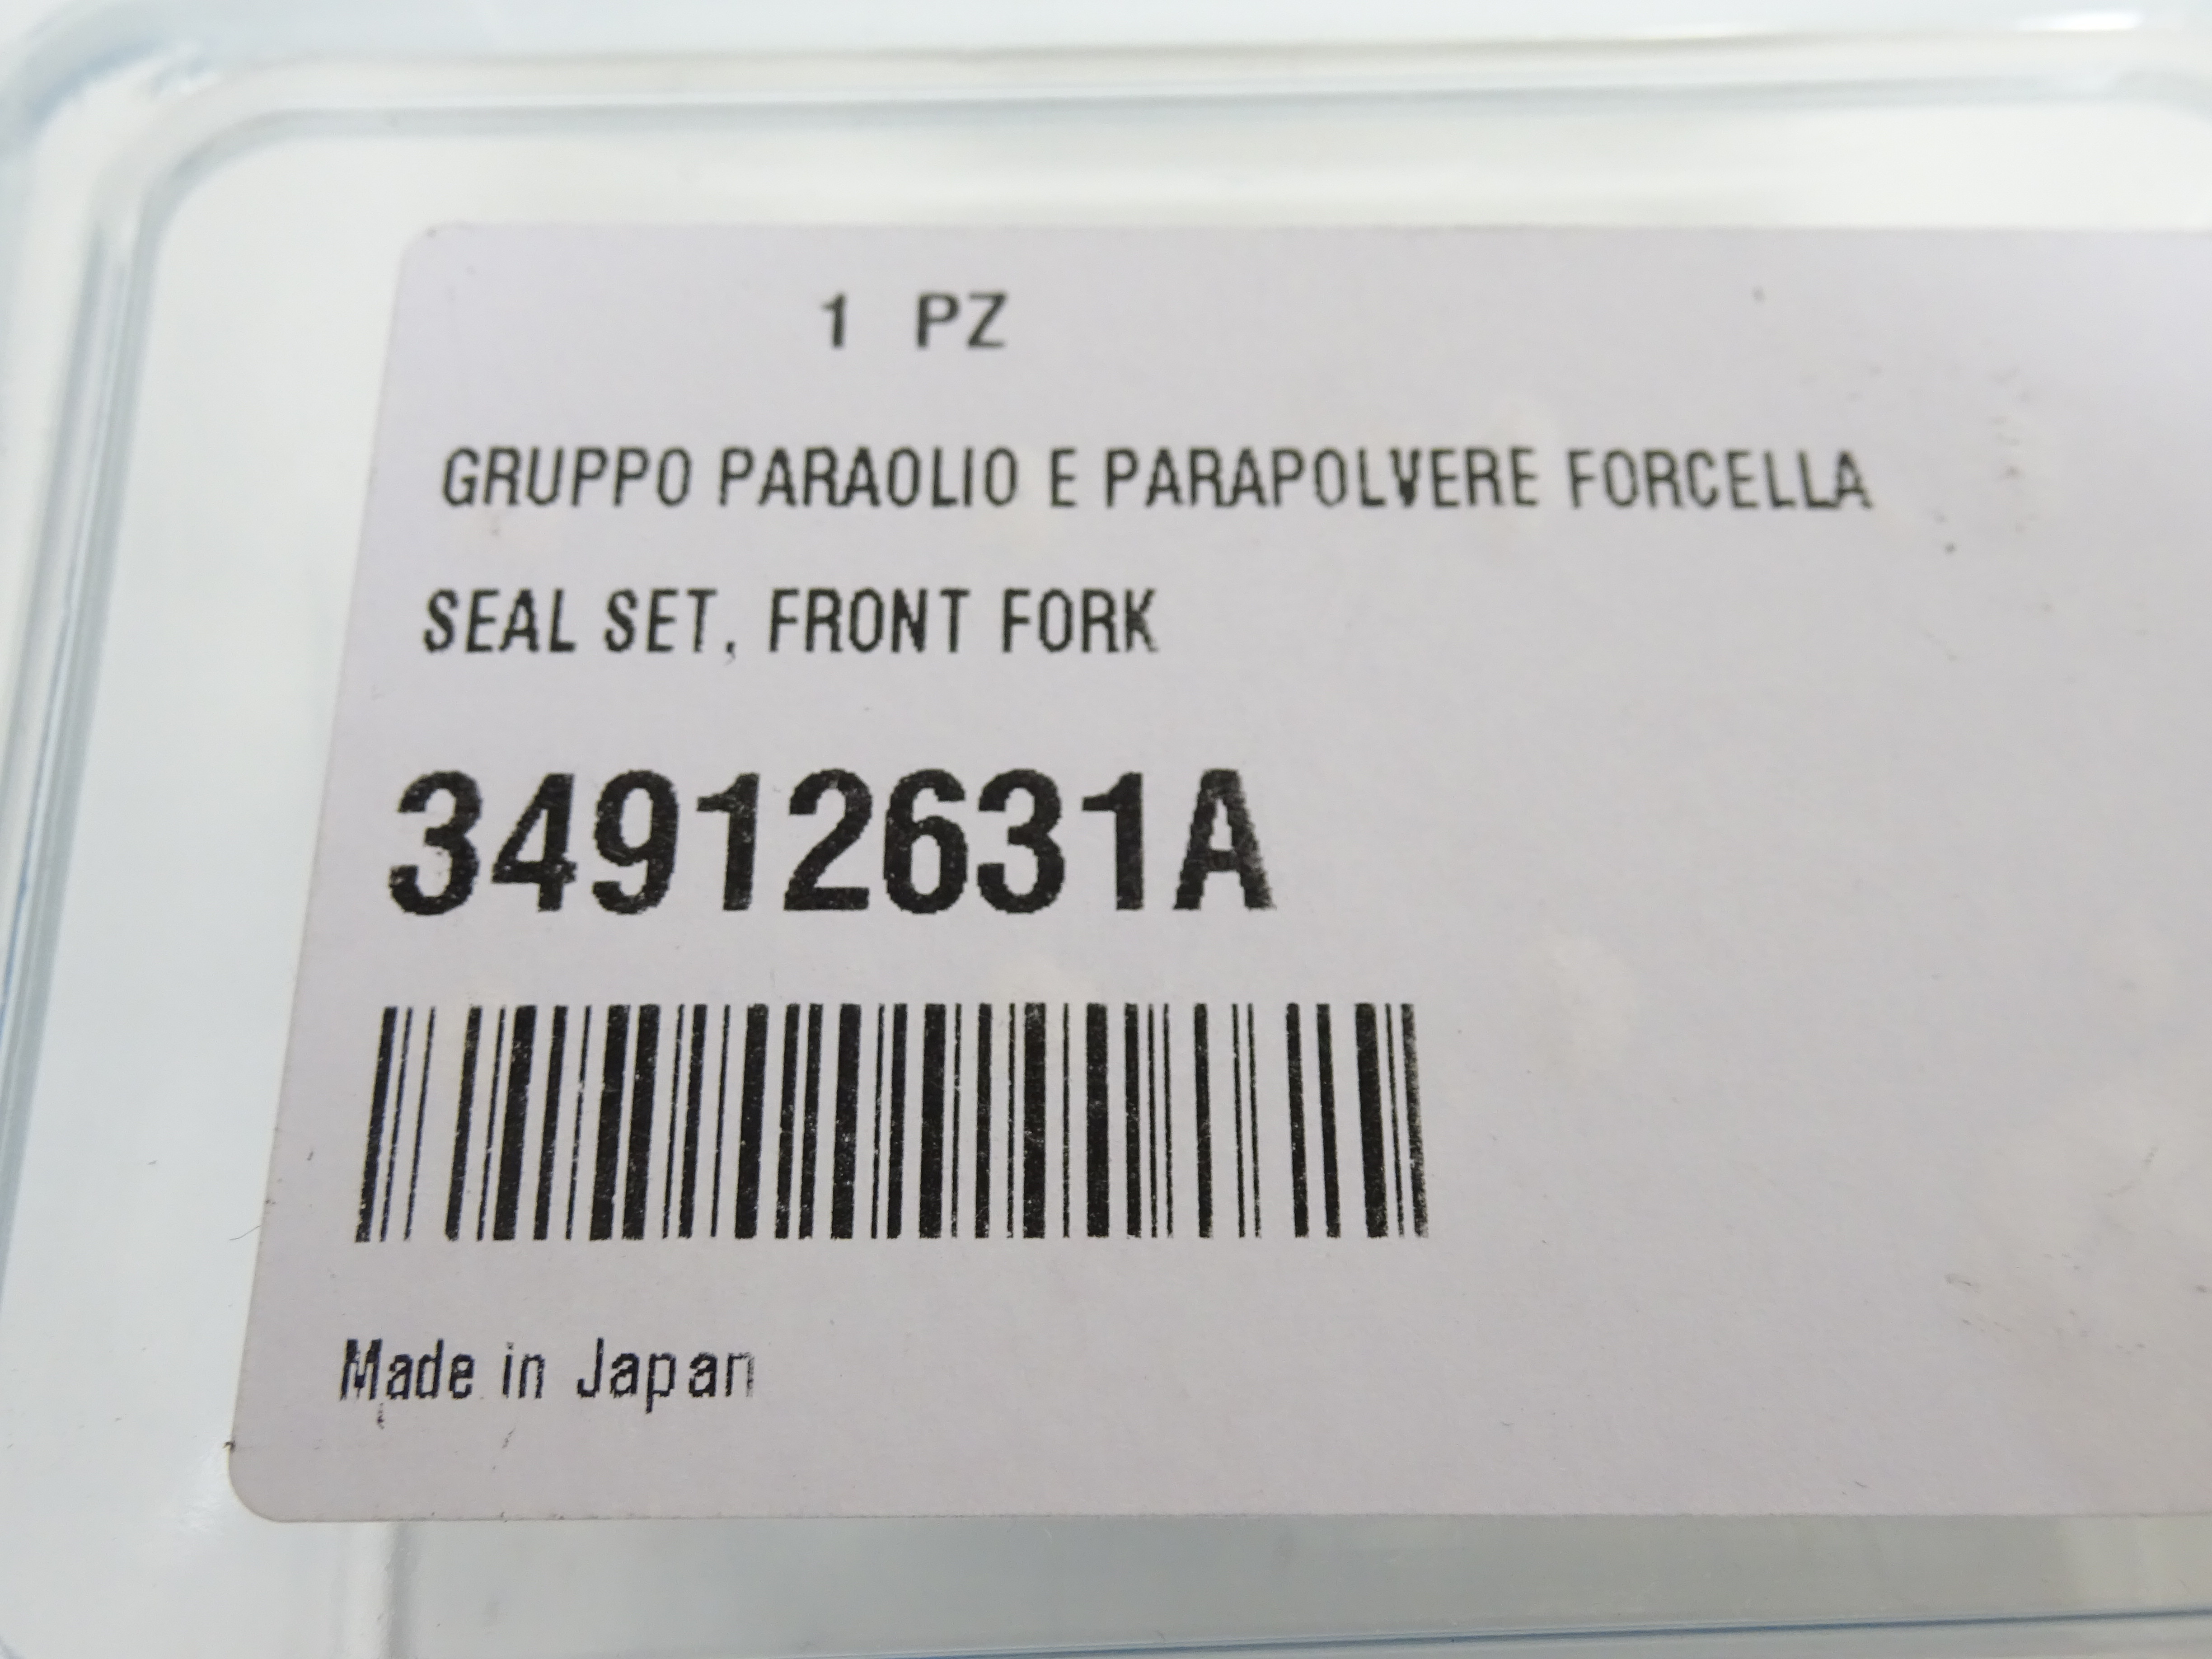 1 PZ
GRUPPO PARAOLIO E PARAPOLVERE FORCELLA
SEAL SET, FRONT FORK
34912631A
Made in Japan